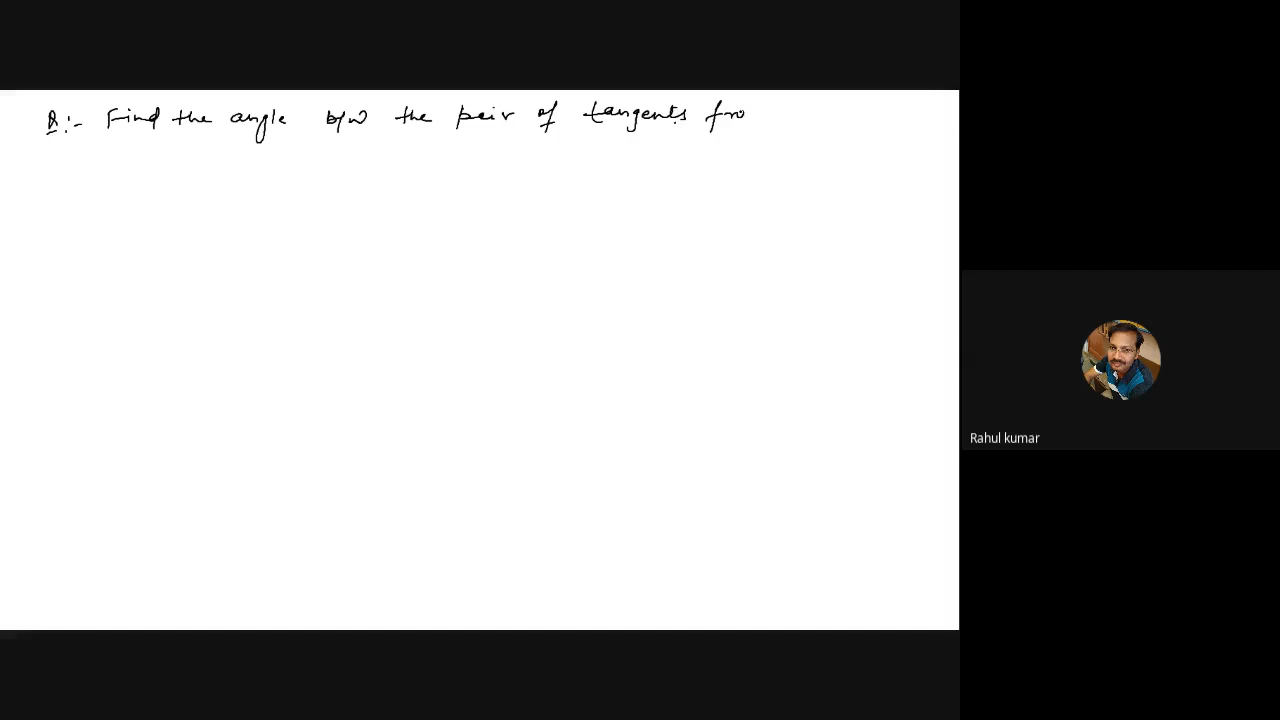 Q:- Find the angle b/w the pair of tangents fro
Rahul kumar